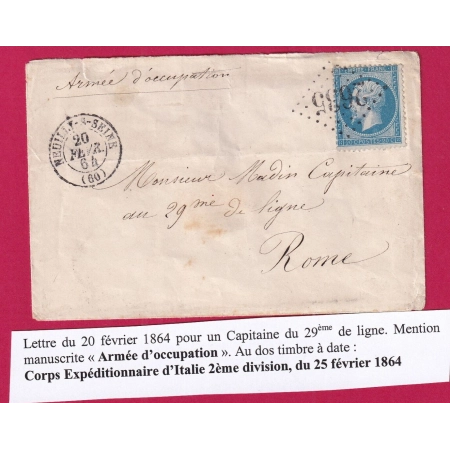 Armée d'occupation
NEUILLY-S-SEINE
20
FEVR.
64
(60)
EMPIRE FRANC.
Monsieur Madin Capitaine
au 29me de ligne
Rome
Lettre du 20 février 1864 pour un Capitaine du 29ème de ligne. Mention
manuscrite « Armée d'occupation ». Au dos timbre à date :
Corps Expéditionnaire d'Italie 2ème division, du 25 février 1864